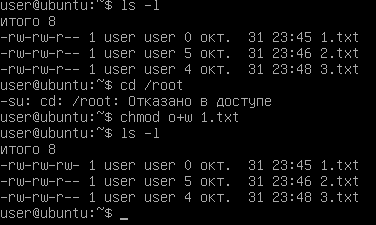 user@ubuntu:~$ ls -l
итого 8
-rw-rw-r-- 1 user user 0 окт.  31 23:45 1.txt
-rw-rw-r-- 1 user user 5 окт.  31 23:46 2.txt
-rw-rw-r-- 1 user user 4 окт.  31 23:48 3.txt
user@ubuntu:~$ cd /root
-su: cd: /root: Отказано в доступе
user@ubuntu:~$ chmod o+w 1.txt
user@ubuntu:~$ ls -l
итого 8
-rw-rw-rw- 1 user user 0 окт.  31 23:45 1.txt
-rw-rw-r-- 1 user user 5 окт.  31 23:46 2.txt
-rw-rw-r-- 1 user user 4 окт.  31 23:48 3.txt
user@ubuntu:~$ _